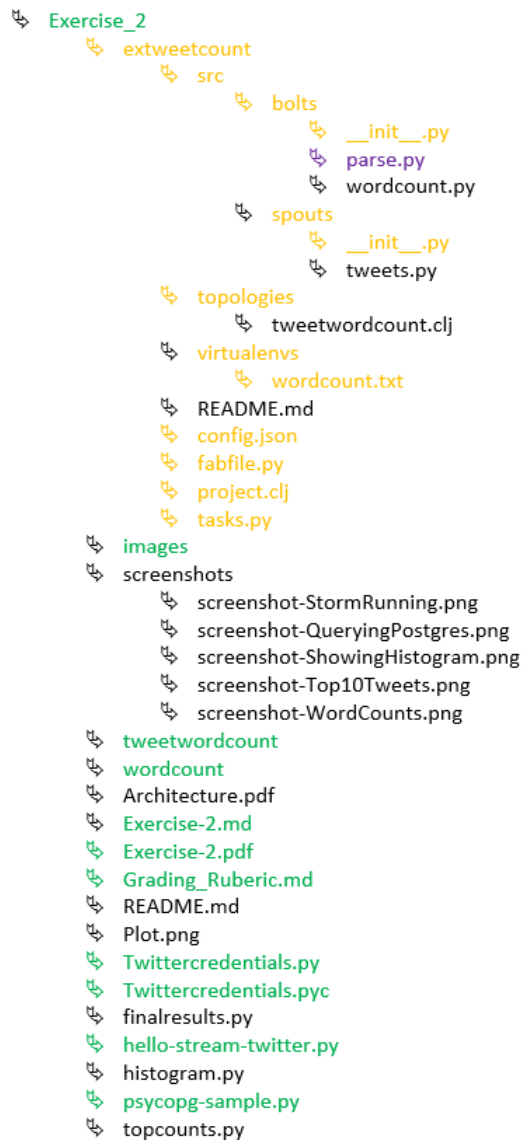 Exercise_2
extweetcount
src
bolts
__init__.py
parse.py
wordcount.py
spouts
__init__.py
tweets.py
topologies
tweetwordcount.clj
virtualenvs
wordcount.txt
README.md
config.json
fabfile.py
project.clj
tasks.py
images
screenshots
screenshot-StormRunning.png
screenshot-QueryingPostgres.png
screenshot-ShowingHistogram.png
screenshot-Top10Tweets.png
screenshot-WordCounts.png
tweetwordcount
wordcount
Architecture.pdf
Exercise-2.md
Exercise-2.pdf
Grading_Ruberic.md
README.md
Plot.png
Twittercredentials.py
Twittercredentials.pyc
finalresults.py
hello-stream-twitter.py
histogram.py
psycopg-sample.py
topcounts.py